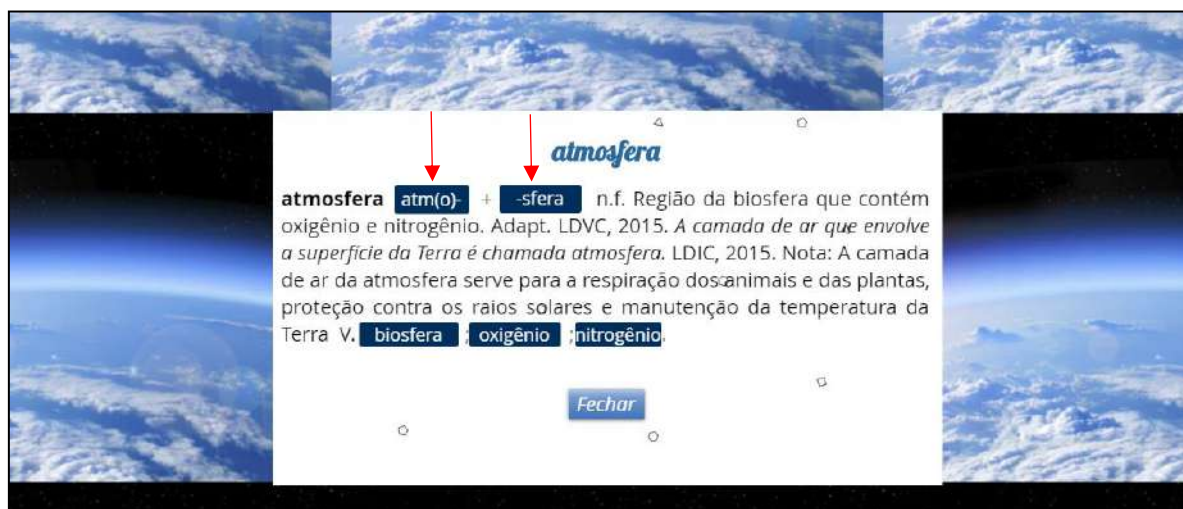 atmosfera
atmosfera atm(o)- + -sfera n.f. Região da biosfera que contém
oxigênio e nitrogênio. Adapt. LDVC, 2015. A camada de ar que envolve
a superfície da Terra é chamada atmosfera. LDIC, 2015. Nota: A camada
de ar da atmosfera serve para a respiração dos animais e das plantas,
proteção contra os raios solares e manutenção da temperatura da
Terra V. biosfera ; oxigênio ;nitrogênio.
Fechar